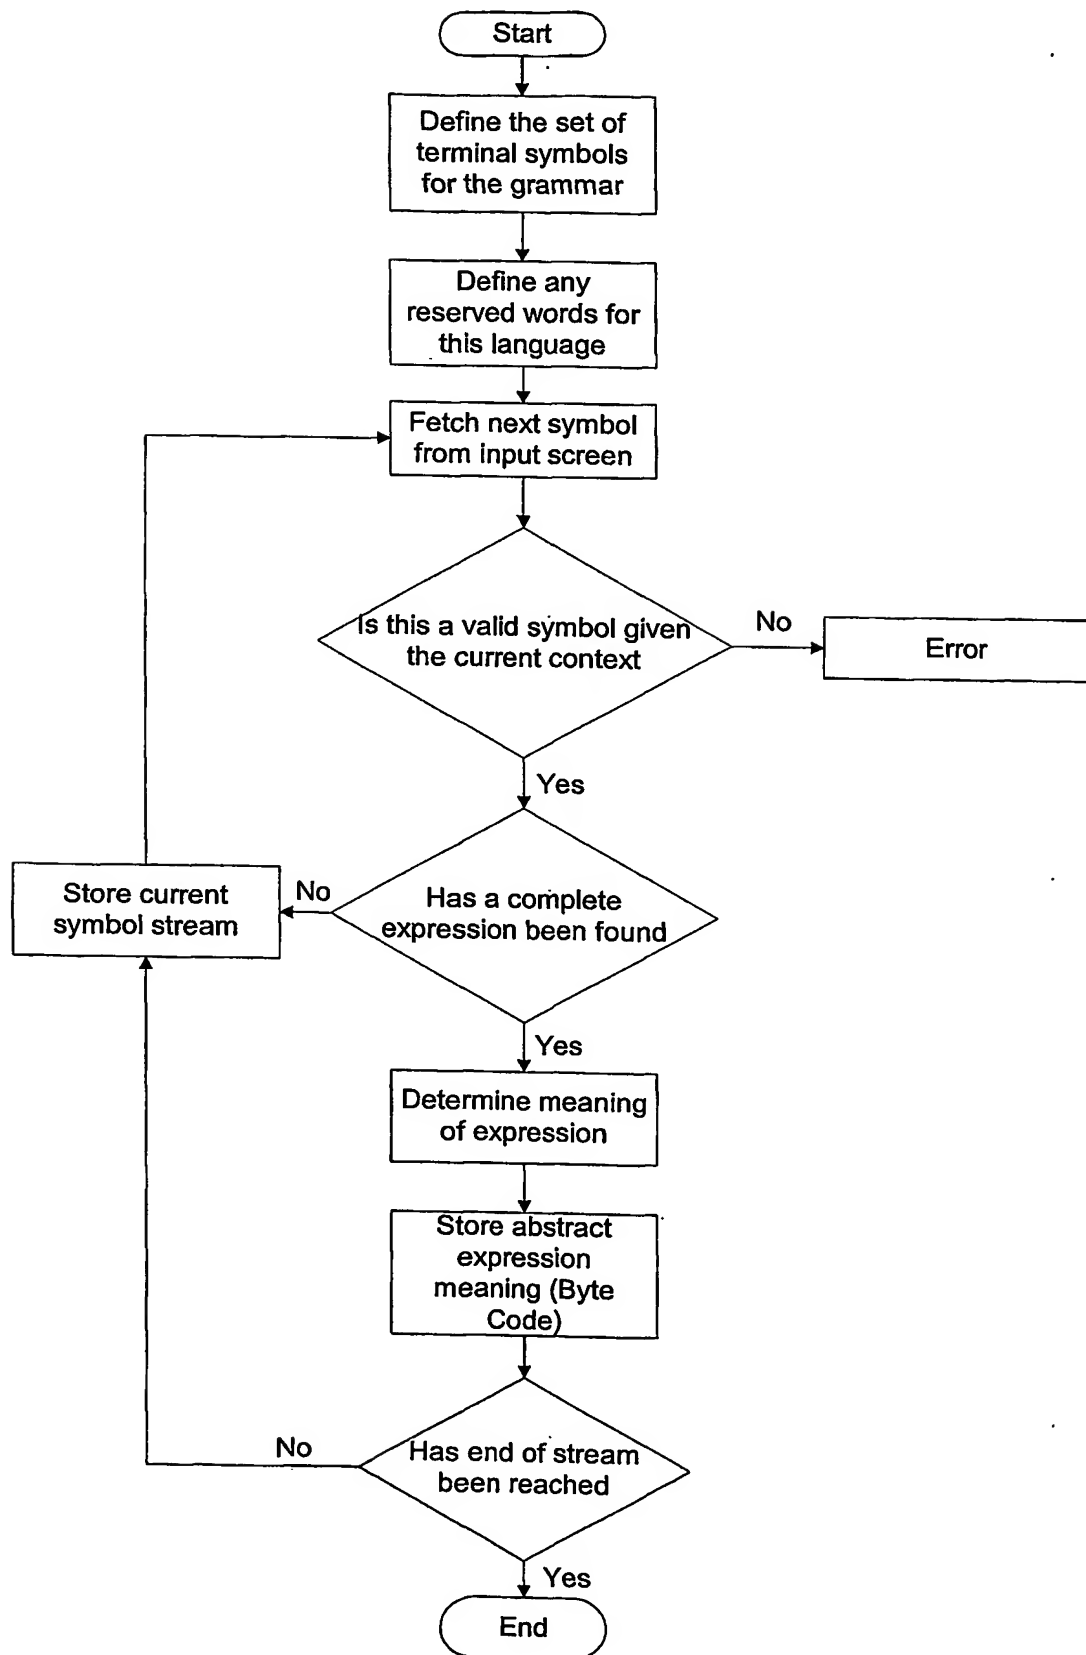 Start
Define the set of
terminal symbols
for the grammar
Define any
reserved words for
this language
Fetch next symbol
from input screen
Is this a valid symbol given
the current context
No
Error
Yes
Has a complete
expression been found
No
Store current
symbol stream
Yes
Determine meaning
of expression
Store abstract
expression
meaning (Byte
Code)
Has end of stream
been reached
No
Yes
End